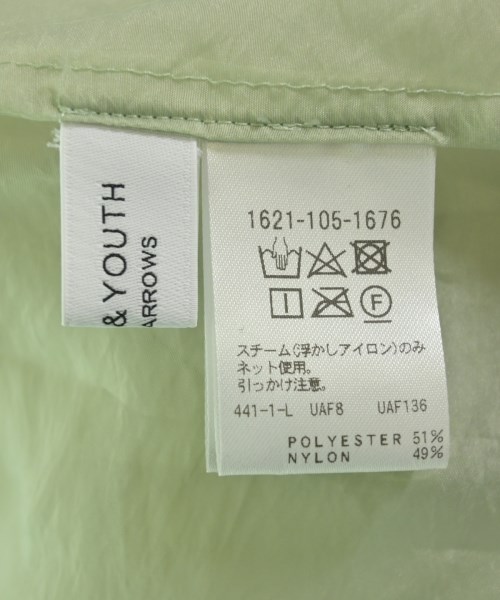 & YOUTH
ARROWS
1621-105-1676
F
スチーム(浮かしアイロン)のみ
ネット使用。
引っかけ注意。
441-1-L UAF8 UAF136
POLYESTER 51%
NYLON 49%